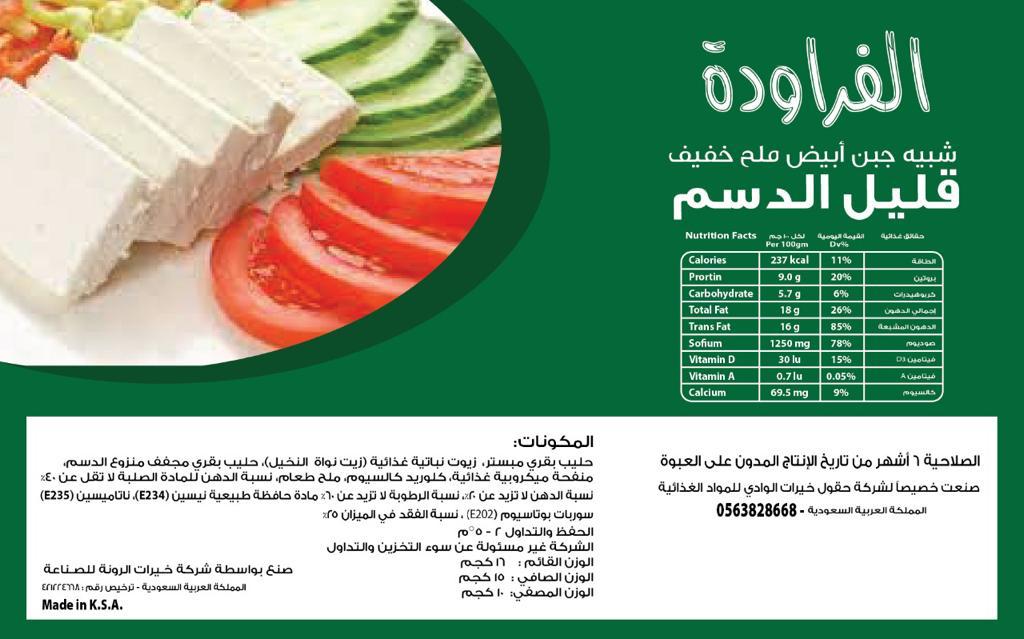 الفراودة
شبيه جبن أبيض ملح خفيف
قليل الدسم
Nutrition Facts لكل ١٠٠ جم Per 100gm القيمة اليومية Dv% حقائق غذائية
Calories 237 kcal 11% الطاقة
Prortin 9.0 g 20% بروتين
Carbohydrate 5.7 g 6% كربوهيدرات
Total Fat 18 g 26% إجمالي الدهون
Trans Fat 16 g 85% الدهون المشبعة
Sofium 1250 mg 78% صوديوم
Vitamin D 30 lu 15% فيتامين D3
Vitamin A 0.7 lu 0.05% فيتامين A
Calcium 69.5 mg 9% كالسيوم
الصلاحية ٦ أشهر من تاريخ الإنتاج المدون على العبوة
صنعت خصيصاً لشركة حقول خيرات الوادي للمواد الغذائية
المملكة العربية السعودية - 0563828668
المكونات:
حليب بقري مبستر، زيوت نباتية غذائية (زيت نواة النخيل)، حليب بقري مجفف منزوع الدسم،
منفحة ميكروبية غذائية، كلوريد كالسيوم، ملح طعام، نسبة الدهن للمادة الصلبة لا تقل عن ٤٠٪
نسبة الدهن لا تزيد عن ٢٠٪، نسبة الرطوبة لا تزيد عن ٦٠٪ مادة حافظة طبيعية نيسين (E234)، ناتاميسين (E235)
سوربات بوتاسيوم (E202) ، نسبة الفقد في الميزان ٢٥٪
الحفظ والتداول ٢ - ٥°م
الشركة غير مسئولة عن سوء التخزين والتداول
الوزن القائم : ١٦ كجم
الوزن الصافي : ١٥ كجم
الوزن المصفي: ١٠ كجم
صنع بواسطة شركة خيرات الرونة للصناعة
المملكة العربية السعودية - ترخيص رقم : ٤٢١٢٢٤٦٦٨
Made in K.S.A.